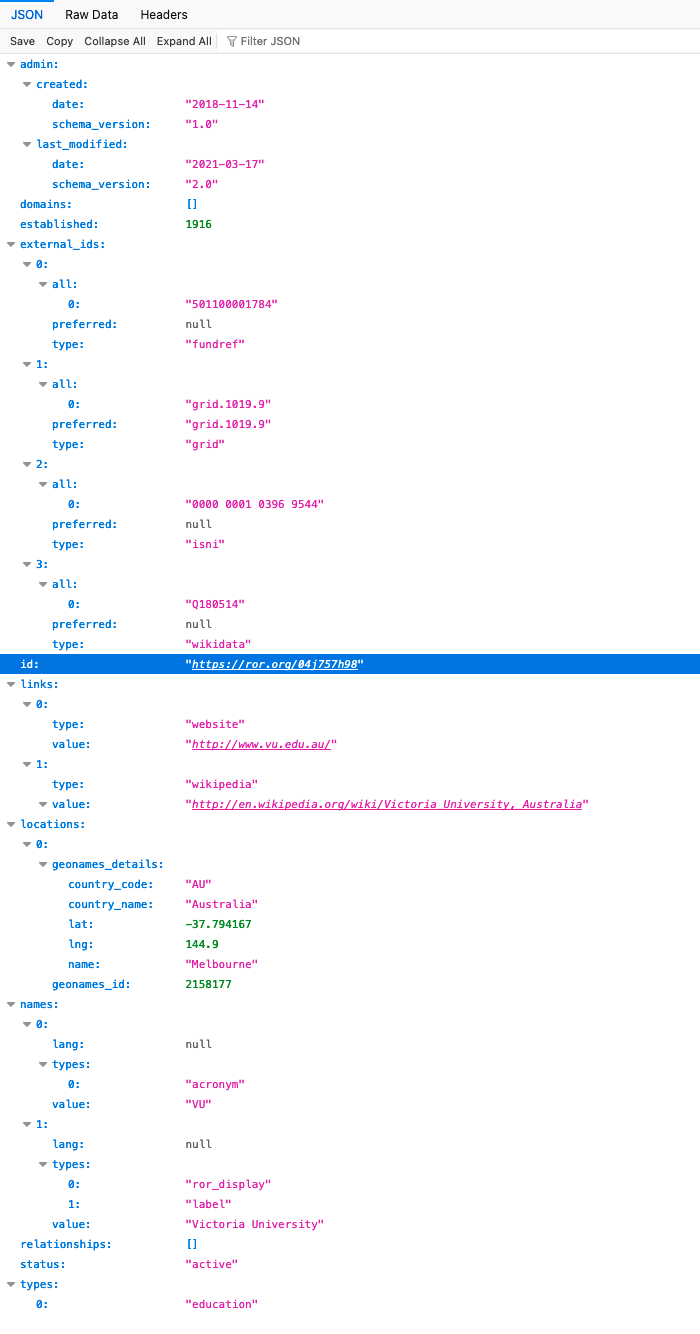 JSON Raw Data Headers
Save Copy Collapse All Expand All Filter JSON
admin:
created:
date: "2018-11-14"
schema_version: "1.0"
last_modified:
date: "2021-03-17"
schema_version: "2.0"
domains: []
established: 1916
external_ids:
0:
all:
0: "501100001784"
preferred: null
type: "fundref"
1:
all:
0: "grid.1019.9"
preferred: "grid.1019.9"
type: "grid"
2:
all:
0: "0000 0001 0396 9544"
preferred: null
type: "isni"
3:
all:
0: "Q180514"
preferred: null
type: "wikidata"
id: "https://ror.org/04j757h98"
links:
0:
type: "website"
value: "http://www.vu.edu.au/"
1:
type: "wikipedia"
value: "http://en.wikipedia.org/wiki/Victoria_University,_Australia"
locations:
0:
geonames_details:
country_code: "AU"
country_name: "Australia"
lat: -37.794167
lng: 144.9
name: "Melbourne"
geonames_id: 2158177
names:
0:
lang: null
types:
0: "acronym"
value: "VU"
1:
lang: null
types:
0: "ror_display"
1: "label"
value: "Victoria University"
relationships: []
status: "active"
types:
0: "education"